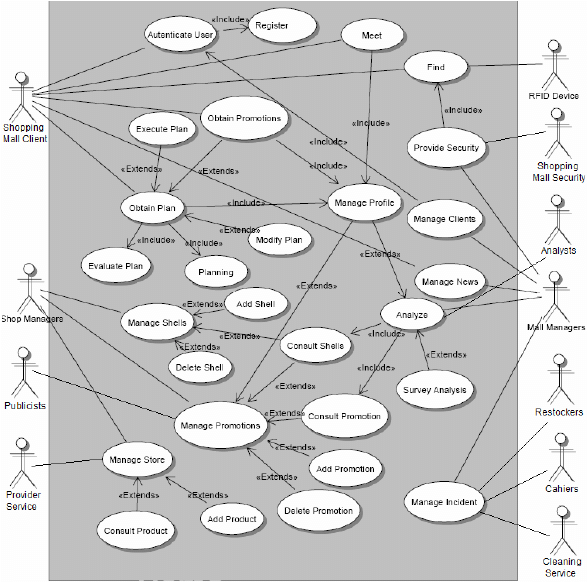 Autenticate User
«Include»
Register
Meet
Find
RFID Device
Shopping
Mall Client
Execute Plan
Obtain Promotions
«Include»
«Include»
Provide Security
Shopping
Mall Security
«Include»
«Include»
«Extends»
«Extends»
Obtain Plan
«Include»
Manage Profile
Manage Clients
«Include»
«Include»
«Extends»
Modify Plan
Analysts
Evaluate Plan
Planning
«Extends»
Manage News
«Extends»
Add Shell
Analyze
Mall Managers
Shop Managers
Manage Shells
«Extends»
«Extends»
Consult Shells
«Include»
«Extends»
Delete Shell
«Include»
«Extends»
«Extends»
Survey Analysis
Publicists
Manage Promotions
«Extends»
Consult Promotion
Restockers
Manage Store
«Extends»
Add Promotion
Provider
Service
«Extends»
«Extends»
«Extends»
Delete Promotion
Manage Incident
Cahiers
Consult Product
Add Product
Cleaning
Service